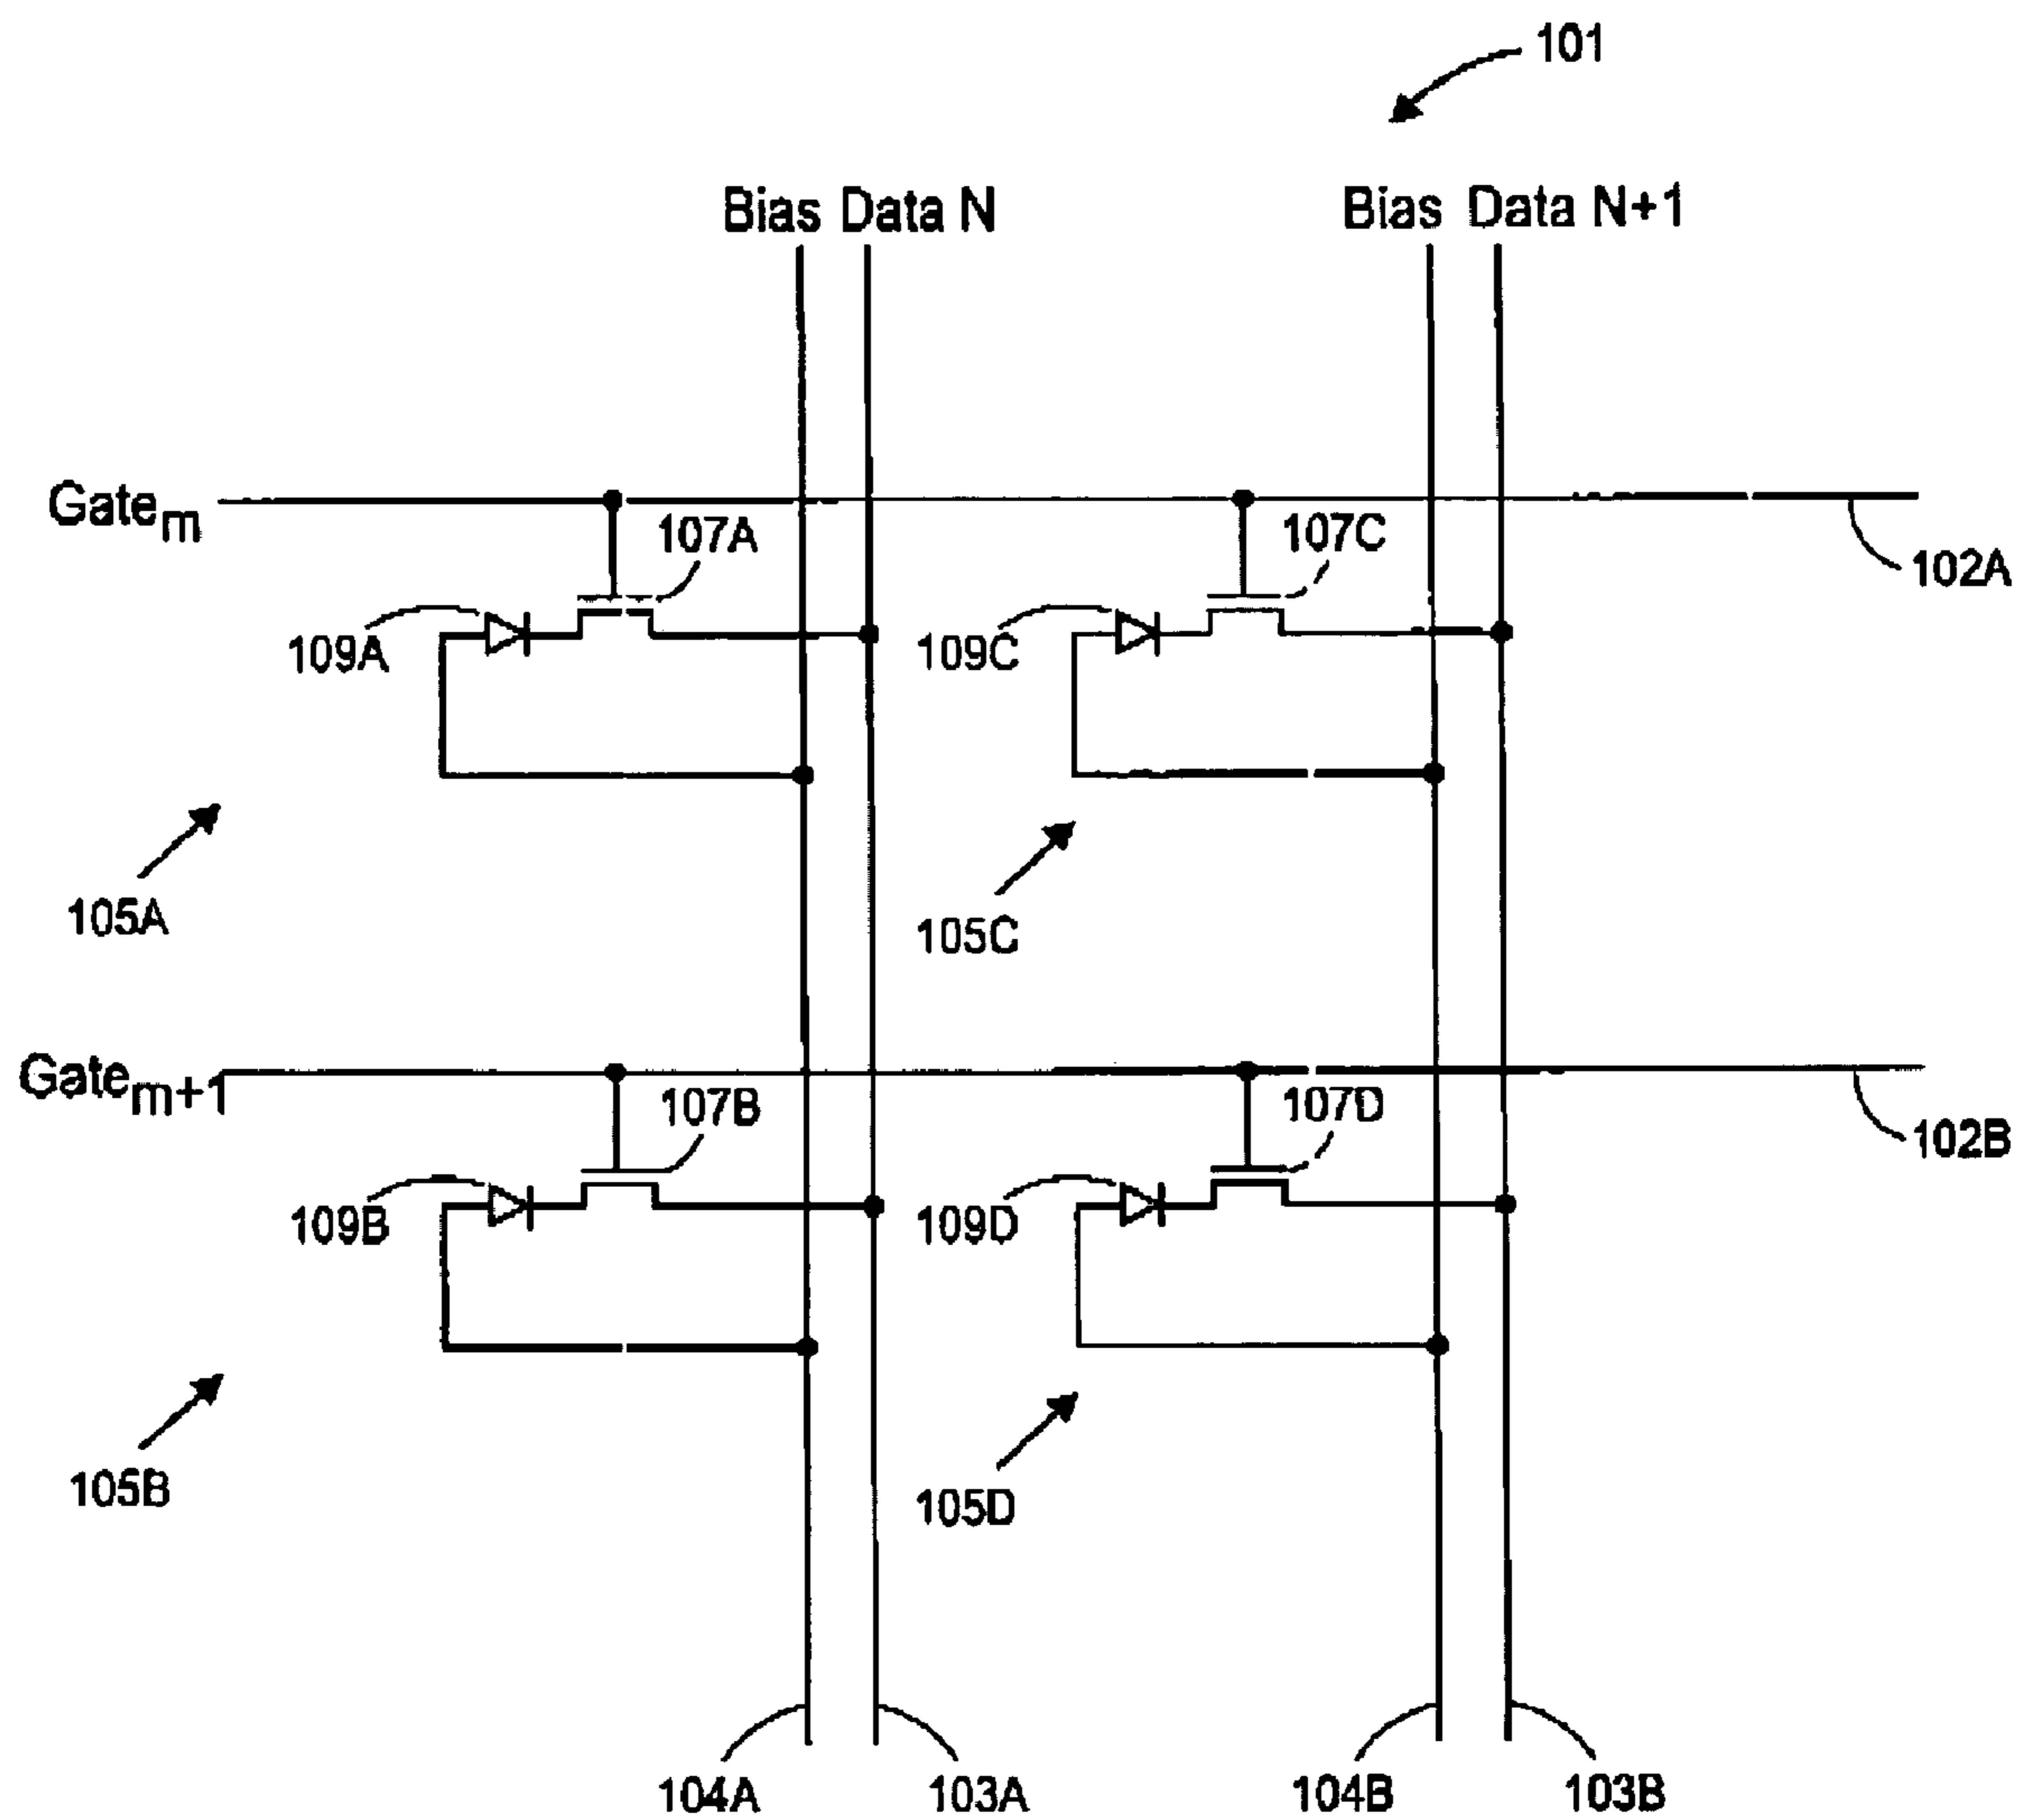 101
Bias Data N
Bias Data N+1
Gatem
107A
107C
102A
109A
109C
105A
105C
Gatem+1
107B
107D
102B
109B
109D
105B
105D
104A
103A
104B
103B